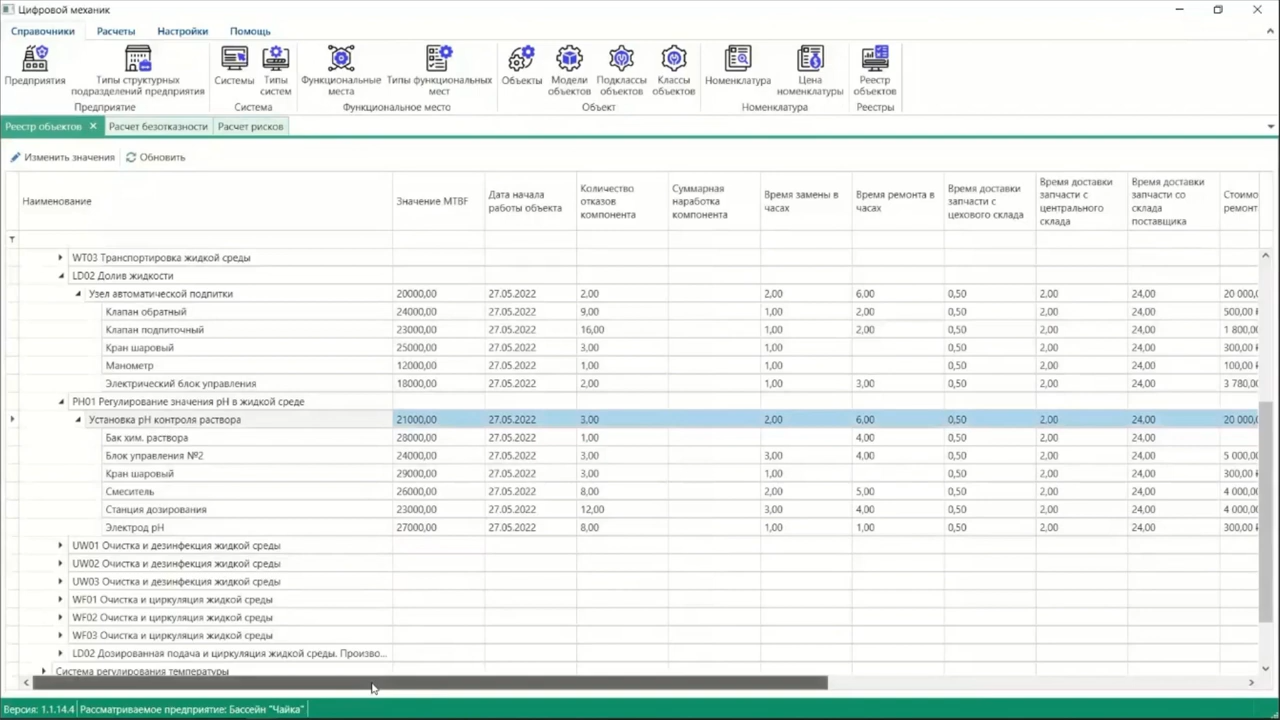 Цифровой механик
Справочники Расчеты Настройки Помощь
Предприятия Типы структурных подразделений предприятия Системы Типы систем Функциональные места Типы функциональных мест Объекты Модели объектов Подклассы объектов Классы объектов Номенклатура Цена номенклатуры Реестр объектов
Предприятие Система Функциональное место Объект Номенклатура Реестры
Реестр объектов Расчет безотказности Расчет рисков
Изменить значения Обновить
Наименование Значение MTBF Дата начала работы объекта Количество отказов компонента Суммарная наработка компонента Время замены в часах Время ремонта в часах Время доставки запчасти с цехового склада Время доставки запчасти с центрального склада Время доставки запчасти со склада поставщика Стоимо ремонт
WT03 Транспортировка жидкой среды
LD02 Долив жидкости
Узел автоматической подпитки 20000,00 27.05.2022 2,00 2,00 6,00 0,50 2,00 24,00 20 000,0
Клапан обратный 24000,00 27.05.2022 9,00 1,00 2,00 0,50 2,00 24,00 500,00 ₽
Клапан подпиточный 23000,00 27.05.2022 16,00 1,00 2,00 0,50 2,00 24,00 1 800,00
Кран шаровый 25000,00 27.05.2022 3,00 1,00 0,50 2,00 24,00 300,00 ₽
Манометр 12000,00 27.05.2022 1,00 1,00 0,50 2,00 24,00 100,00 ₽
Электрический блок управления 18000,00 27.05.2022 2,00 1,00 3,00 0,50 2,00 24,00 3 780,00
PH01 Регулирование значения pH в жидкой среде
Установка pH контроля раствора 21000,00 27.05.2022 3,00 2,00 6,00 0,50 2,00 24,00 20 000,0
Бак хим. раствора 28000,00 27.05.2022 1,00 4,00 0,50 2,00 24,00
Блок управления №2 24000,00 27.05.2022 3,00 3,00 4,00 0,50 2,00 24,00 5 000,00
Кран шаровый 29000,00 27.05.2022 3,00 1,00 0,50 2,00 24,00 300,00 ₽
Смеситель 26000,00 27.05.2022 8,00 2,00 5,00 0,50 2,00 24,00 4 000,00
Станция дозирования 23000,00 27.05.2022 12,00 3,00 4,00 0,50 2,00 24,00 4 000,00
Электрод pH 27000,00 27.05.2022 8,00 1,00 1,00 0,50 2,00 24,00 300,00 ₽
UW01 Очистка и дезинфекция жидкой среды
UW02 Очистка и дезинфекция жидкой среды
UW03 Очистка и дезинфекция жидкой среды
WF01 Очистка и циркуляция жидкой среды
WF02 Очистка и циркуляция жидкой среды
WF03 Очистка и циркуляция жидкой среды
LD02 Дозированная подача и циркуляция жидкой среды. Произво...
Система регулирования температуры
Версия: 1.1.14.4 Рассматриваемое предприятие: Бассейн "Чайка"